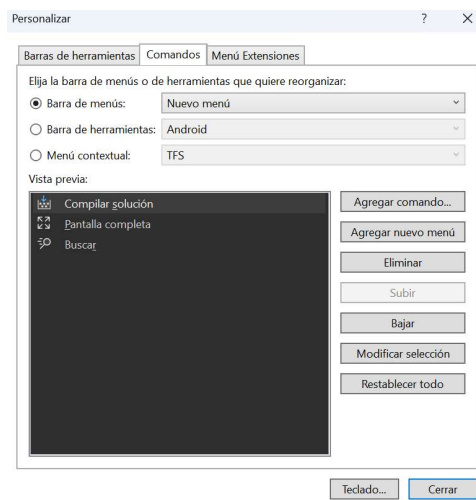 Personalizar ? X
Barras de herramientas Comandos Menú Extensiones
Elija la barra de menús o de herramientas que quiere reorganizar:
Barra de menús: Nuevo menú
Barra de herramientas: Android
Menú contextual: TFS
Vista previa:
Compilar solución
Pantalla completa
Buscar
Agregar comando...
Agregar nuevo menú
Eliminar
Subir
Bajar
Modificar selección
Restablecer todo
Teclado... Cerrar